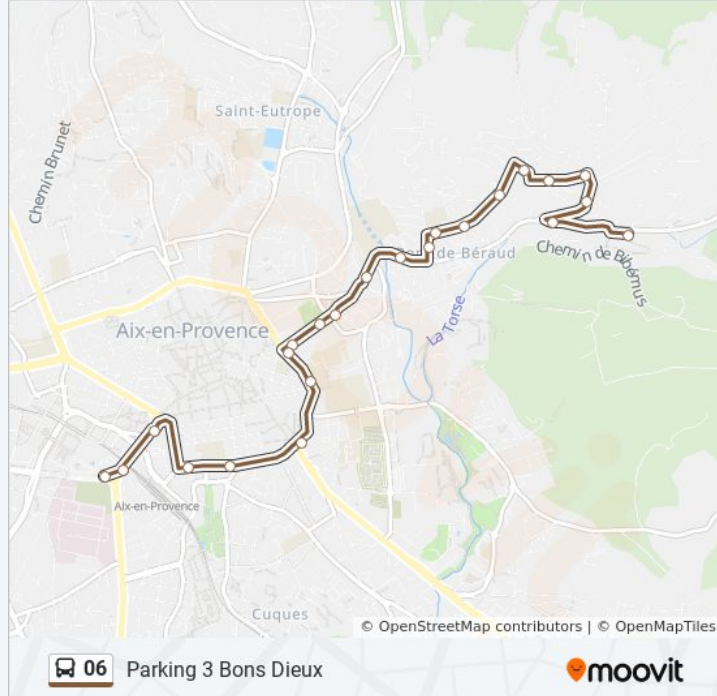 Saint-Eutrope
Chemin Brunet
de Béraud
Chemin de Bibémus
La Torse
Aix-en-Provence
Aix-en-Provence
Cuques
© OpenStreetMap contributors | © OpenMapTiles
06 Parking 3 Bons Dieux
moovit